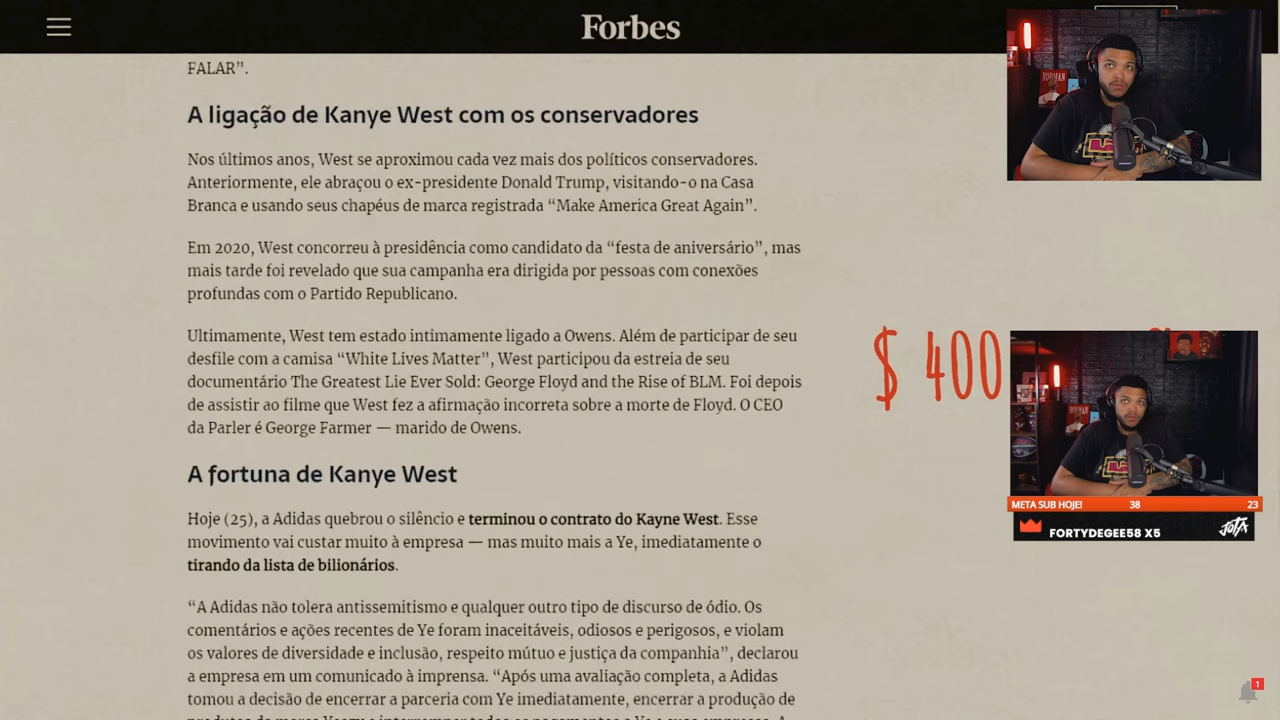 Forbes
FALAR”.
A ligação de Kanye West com os conservadores
Nos últimos anos, West se aproximou cada vez mais dos políticos conservadores.
Anteriormente, ele abraçou o ex-presidente Donald Trump, visitando-o na Casa
Branca e usando seus chapéus de marca registrada “Make America Great Again”.
Em 2020, West concorreu à presidência como candidato da “festa de aniversário”, mas
mais tarde foi revelado que sua campanha era dirigida por pessoas com conexões
profundas com o Partido Republicano.
Ultimamente, West tem estado intimamente ligado a Owens. Além de participar de seu
desfile com a camisa “White Lives Matter”, West participou da estreia de seu
documentário The Greatest Lie Ever Sold: George Floyd and the Rise of BLM. Foi depois
de assistir ao filme que West fez a afirmação incorreta sobre a morte de Floyd. O CEO
da Parler é George Farmer — marido de Owens.
$ 400
A fortuna de Kanye West
Hoje (25), a Adidas quebrou o silêncio e terminou o contrato do Kayne West. Esse
movimento vai custar muito à empresa — mas muito mais a Ye, imediatamente o
tirando da lista de bilionários.
“A Adidas não tolera antissemitismo e qualquer outro tipo de discurso de ódio. Os
comentários e ações recentes de Ye foram inaceitáveis, odiosos e perigosos, e violam
os valores de diversidade e inclusão, respeito mútuo e justiça da companhia”, declarou
a empresa em um comunicado à imprensa. “Após uma avaliação completa, a Adidas
tomou a decisão de encerrar a parceria com Ye imediatamente, encerrar a produção de
RODMAN
META SUB HOJE! 38 23
FORTYDEGEE58 X5 JOTA
1